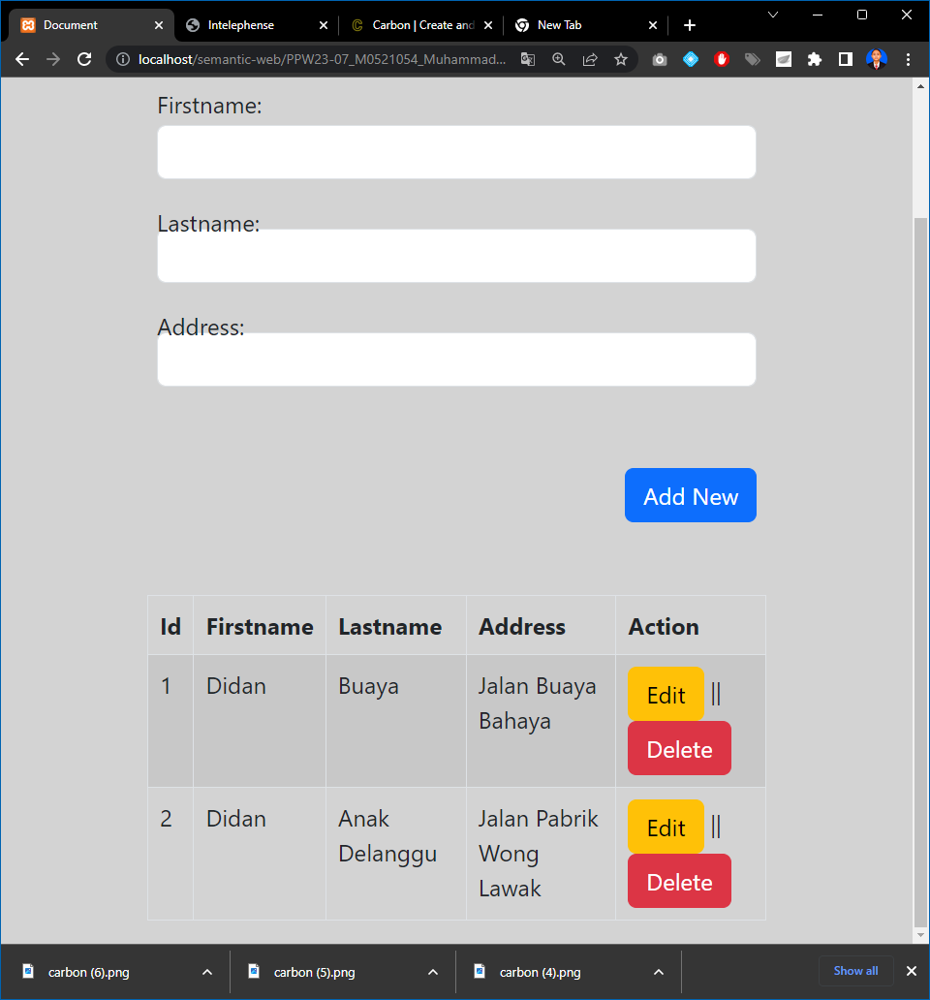 Document
Intelephense
Carbon | Create and
New Tab
localhost/semantic-web/PPW23-07_M0521054_Muhammad...
Firstname:
Lastname:
Address:
Add New
Id Firstname Lastname Address Action
1 Didan Buaya Jalan Buaya Edit ||
Bahaya Delete
2 Didan Anak Jalan Pabrik Edit ||
Delanggu Wong Delete
Lawak
carbon (6).png
carbon (5).png
carbon (4).png
Show all